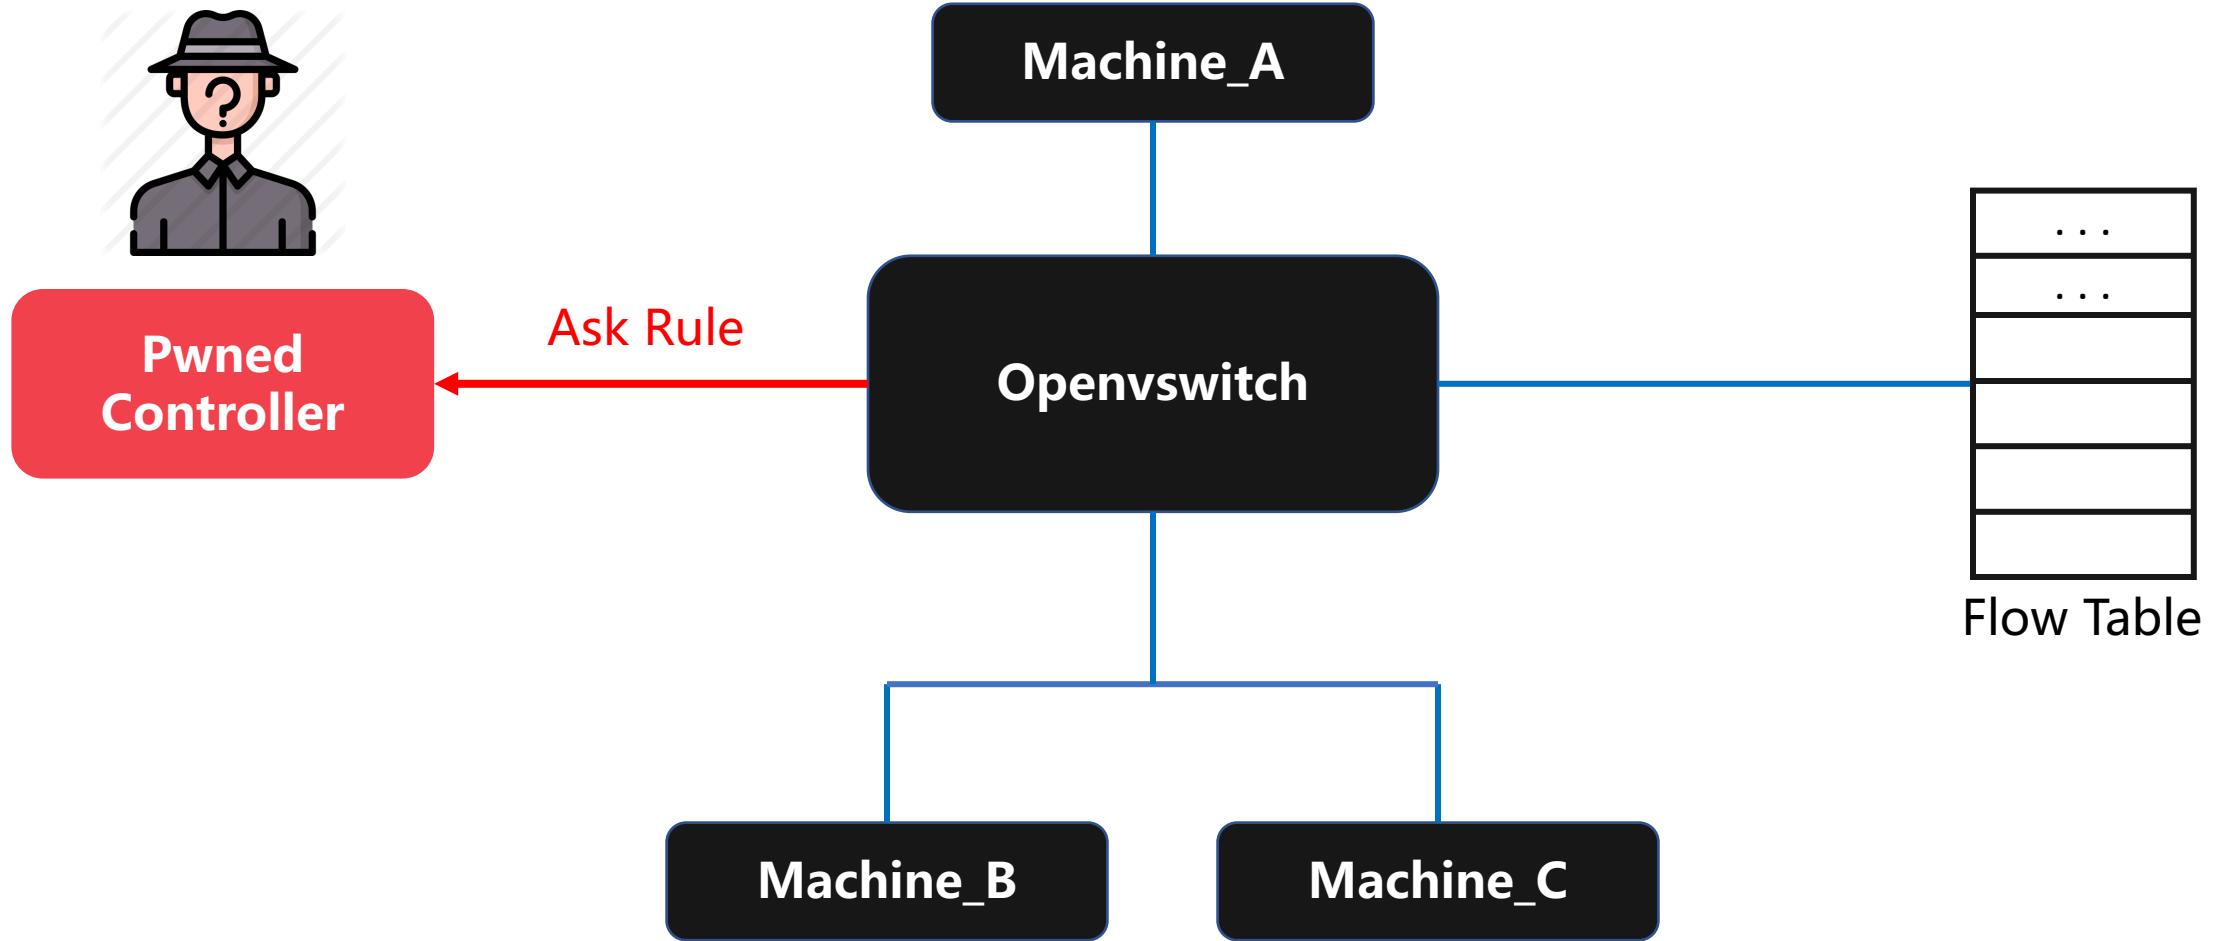 Machine_A
?
. . .
. . .
Ask Rule
Pwned
Controller
Openvswitch
Flow Table
Machine_B
Machine_C